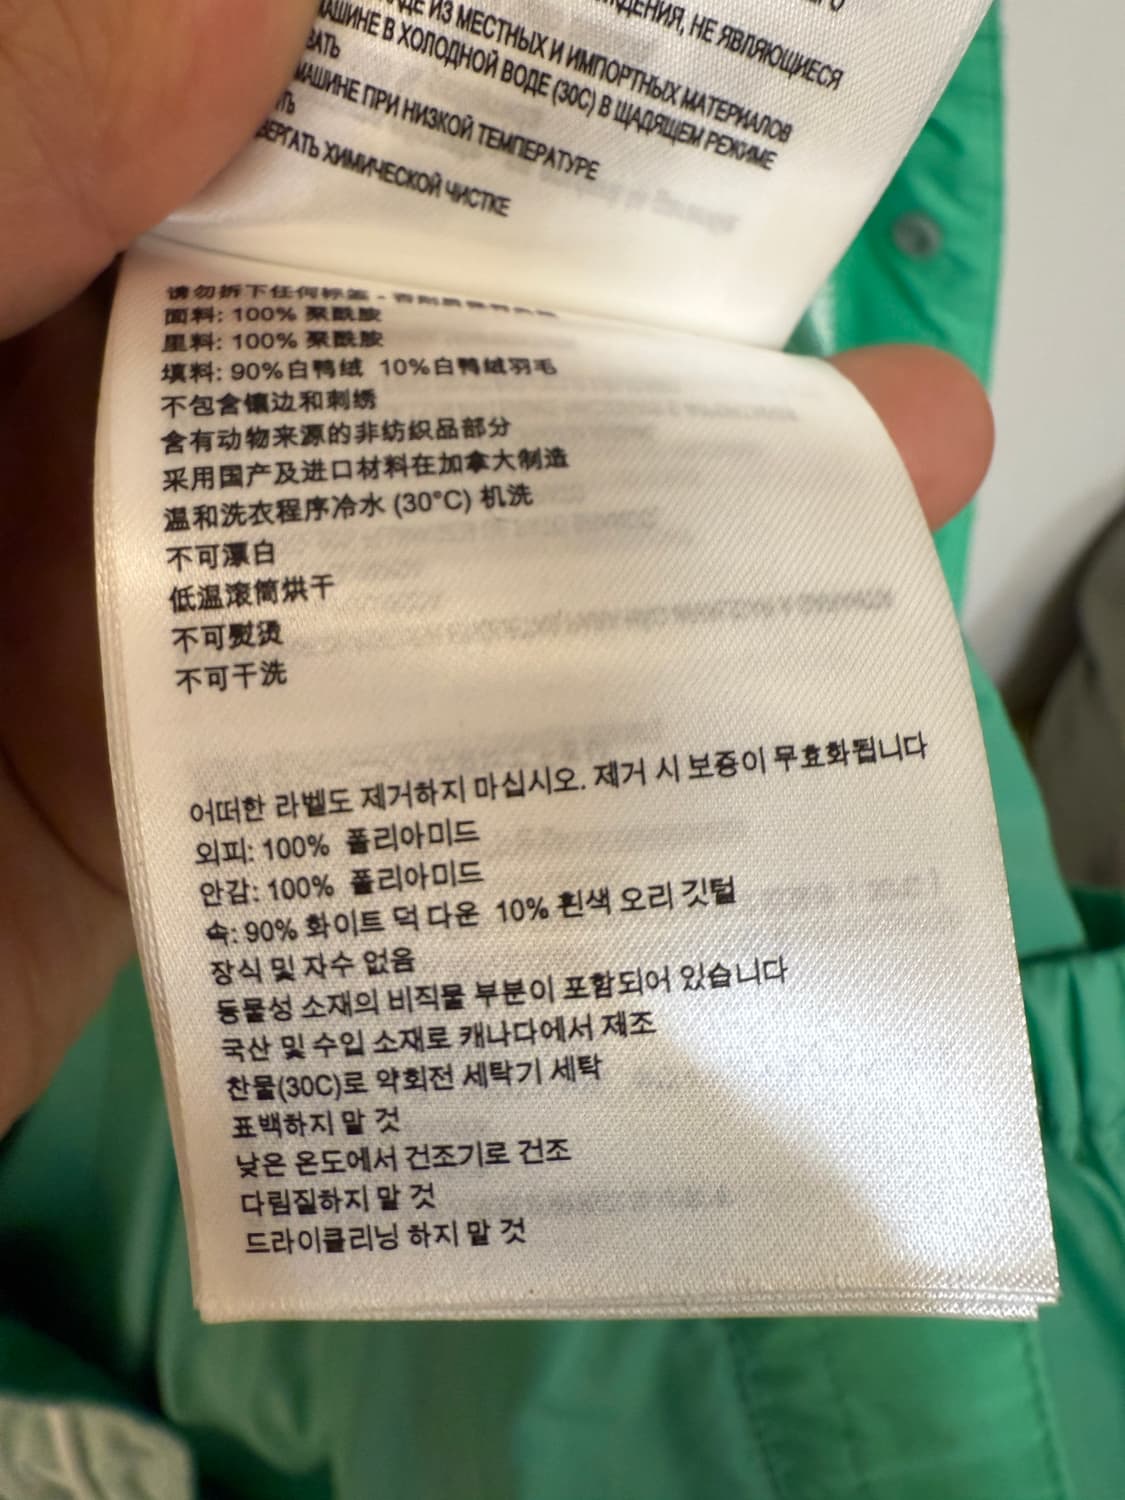 НЕ ЯВЛЯЮЩИЕСЯ
ИЗ МЕСТНЫХ И ИМПОРТНЫХ МАТЕРИАЛОВ
В ХОЛОДНОЙ ВОДЕ (30C) В ЩАДЯЩЕМ РЕЖИМЕ
МАШИНЕ ПРИ НИЗКОЙ ТЕМПЕРАТУРЕ
ХИМИЧЕСКОЙ ЧИСТКЕ
请勿拆下任何标签 -
面料: 100% 聚酰胺
里料: 100% 聚酰胺
填料: 90%白鸭绒 10%白鸭绒羽毛
不包含镶边和刺绣
含有动物来源的非纺织品部分
采用国产及进口材料在加拿大制造
温和洗衣程序冷水 (30°C) 机洗
不可漂白
低温滚筒烘干
不可熨烫
不可干洗
어떠한 라벨도 제거하지 마십시오. 제거 시 보증이 무효화됩니다
외피: 100% 폴리아미드
안감: 100% 폴리아미드
속: 90% 화이트 덕 다운 10% 흰색 오리 깃털
장식 및 자수 없음
동물성 소재의 비직물 부분이 포함되어 있습니다
국산 및 수입 소재로 캐나다에서 제조
찬물(30C)로 약회전 세탁기 세탁
표백하지 말 것
낮은 온도에서 건조기로 건조
다림질하지 말 것
드라이클리닝 하지 말 것